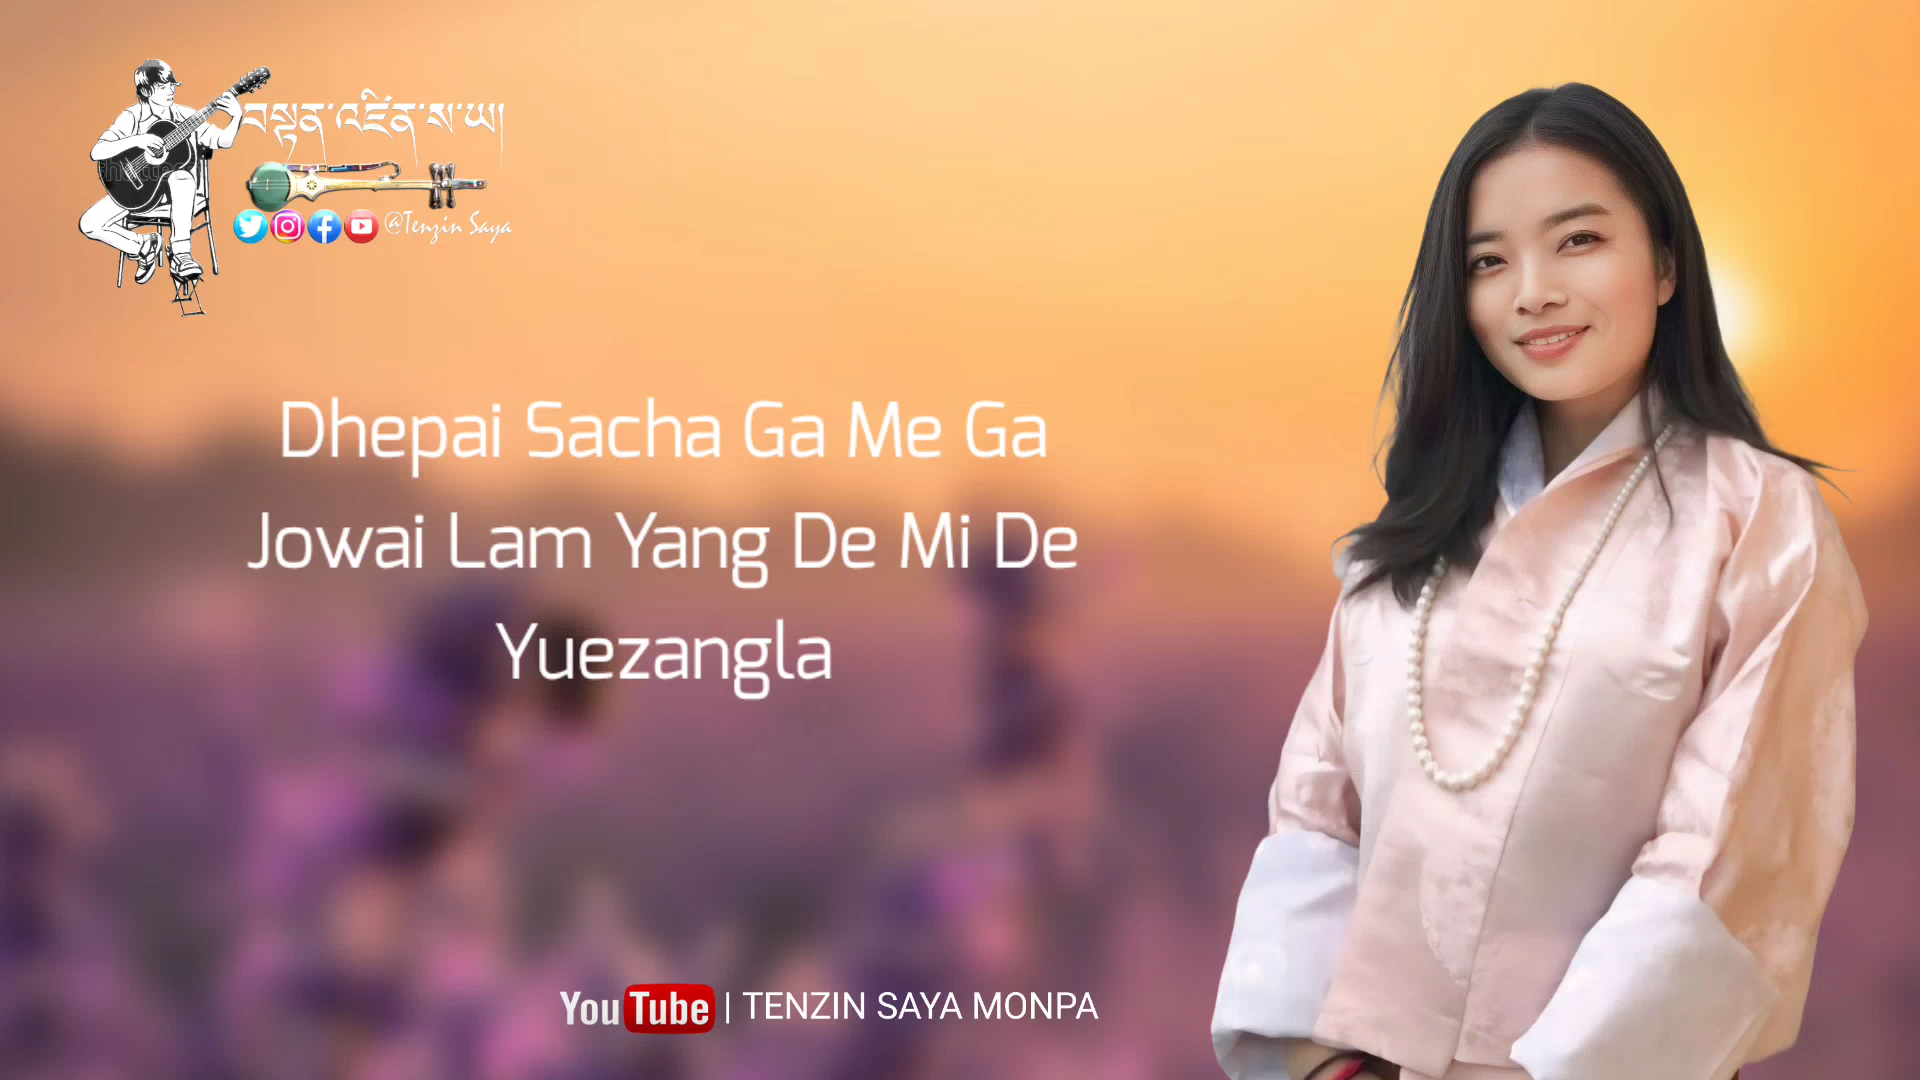 བསྟན་འཛིན་ས་ཡ།
@Tenzin Saya
Dhepai Sacha Ga Me Ga
Jowai Lam Yang De Mi De
Yuezangla
YouTube | TENZIN SAYA MONPA